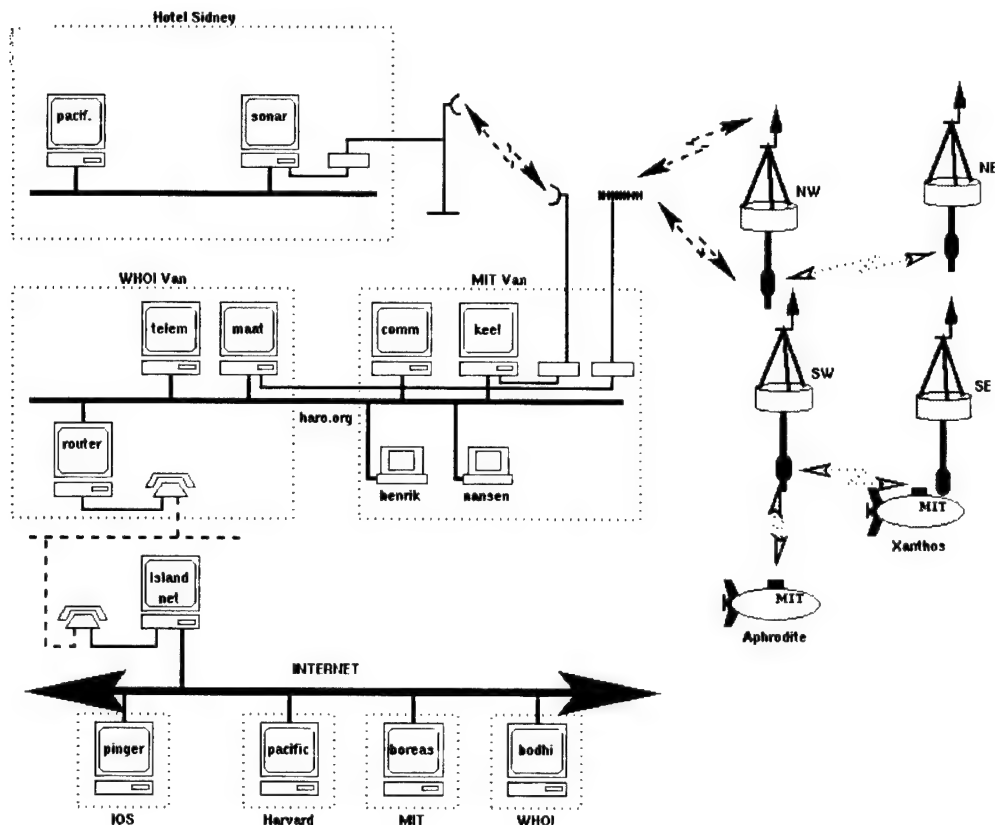 Hotel Sidney
pacif.
sonar
NW
NE
WHOI Van
MIT Van
telem
maat
comm
keel
SW
SE
haro.org
router
henrik
nansen
MIT
Xanthos
Island
net
MIT
Aphrodite
INTERNET
pinger
pacific
boreas
bodhi
IOS
Harvard
MIT
WHOI